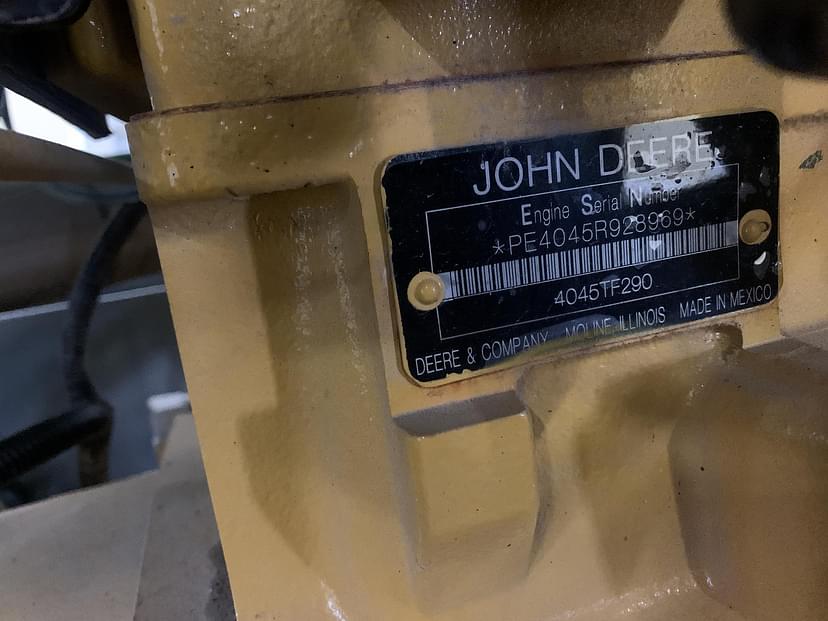 JOHN DEERE
Engine Serial Number
*PE4045R928969*
4045TF290
DEERE & COMPANY MOLINE, ILLINOIS MADE IN MEXICO